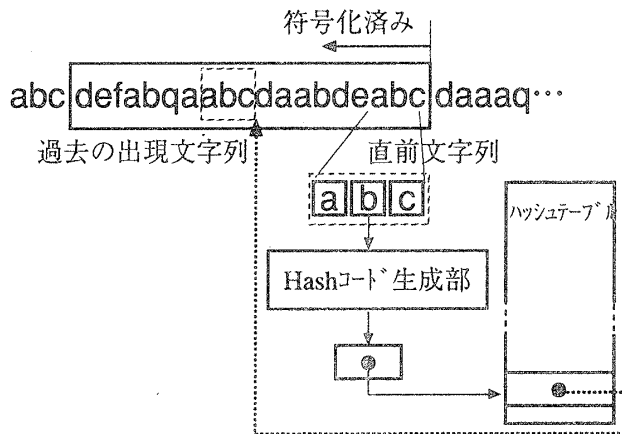 符号化済み
abc defabqaabcdaabdeabc daaaq…
過去の出現文字列
直前文字列
a b c
ハッシュテーブル
Hashコード生成部